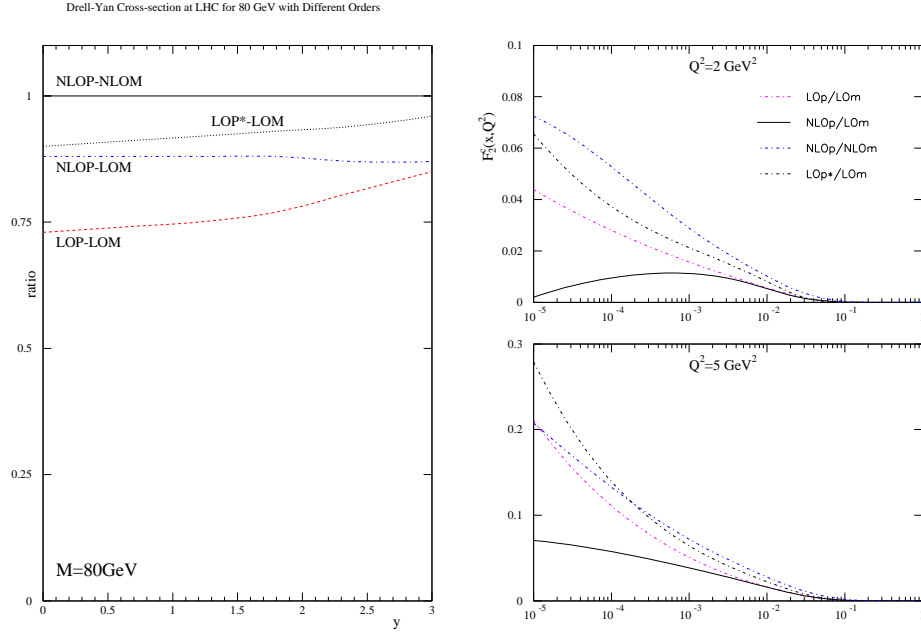 Drell-Yan Cross-section at LHC for 80 GeV with Different Orders
NLOP-NLOM
LOP*-LOM
NLOP-LOM
LOP-LOM
M=80GeV
ratio
1
0.75
0.5
0.25
0
0 0.5 1 1.5 2 2.5 3
y
Q²=2 GeV²
F₂ᶜ(x,Q²)
LOp/LOm
NLOp/LOm
NLOp/NLOm
LOp*/LOm
0.1
0.08
0.06
0.04
0.02
0
10⁻⁵ 10⁻⁴ 10⁻³ 10⁻² 10⁻¹ 1
Q²=5 GeV²
0.3
0.2
0.1
0
10⁻⁵ 10⁻⁴ 10⁻³ 10⁻² 10⁻¹ 1